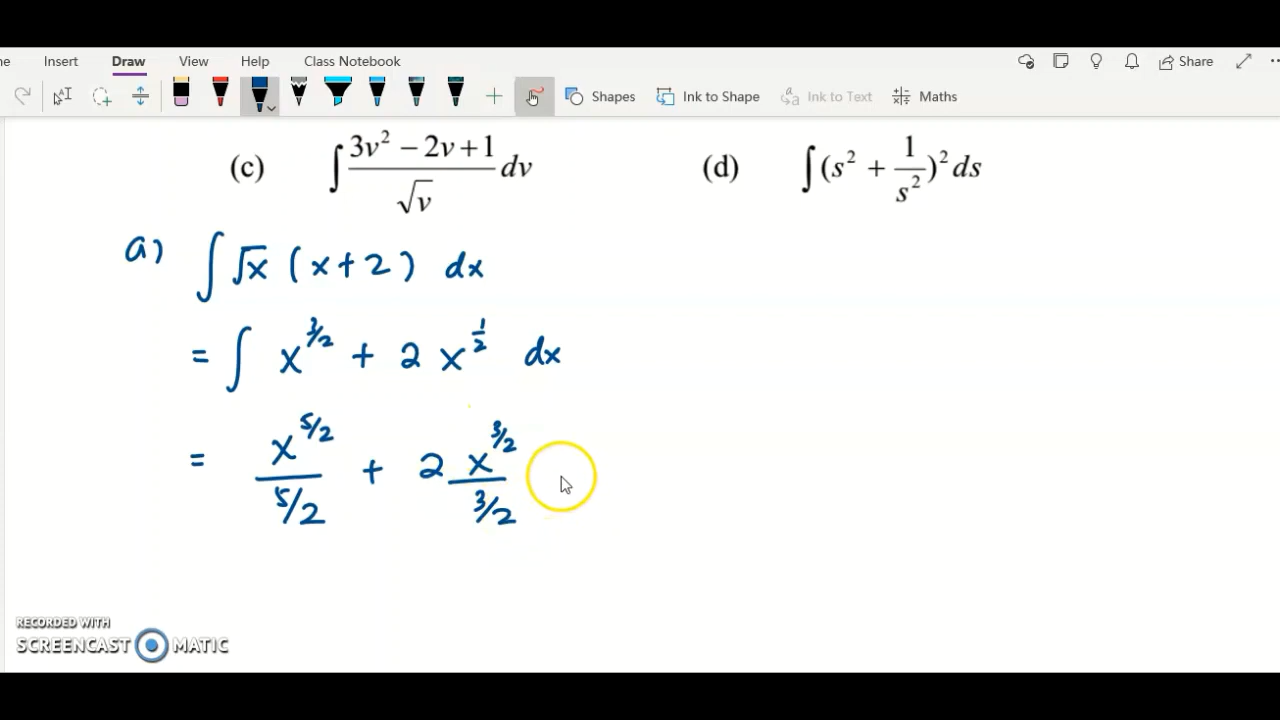 e Insert Draw View Help Class Notebook Share
Shapes Ink to Shape Ink to Text Maths
(c) ∫ (3v² − 2v + 1)/√v dv (d) ∫(s² + 1/s²)² ds
a) ∫ √x (x+2) dx
= ∫ x^(3/2) + 2x^(1/2) dx
= x^(5/2)/(5/2) + 2 x^(3/2)/(3/2)
RECORDED WITH
SCREENCAST MATIC